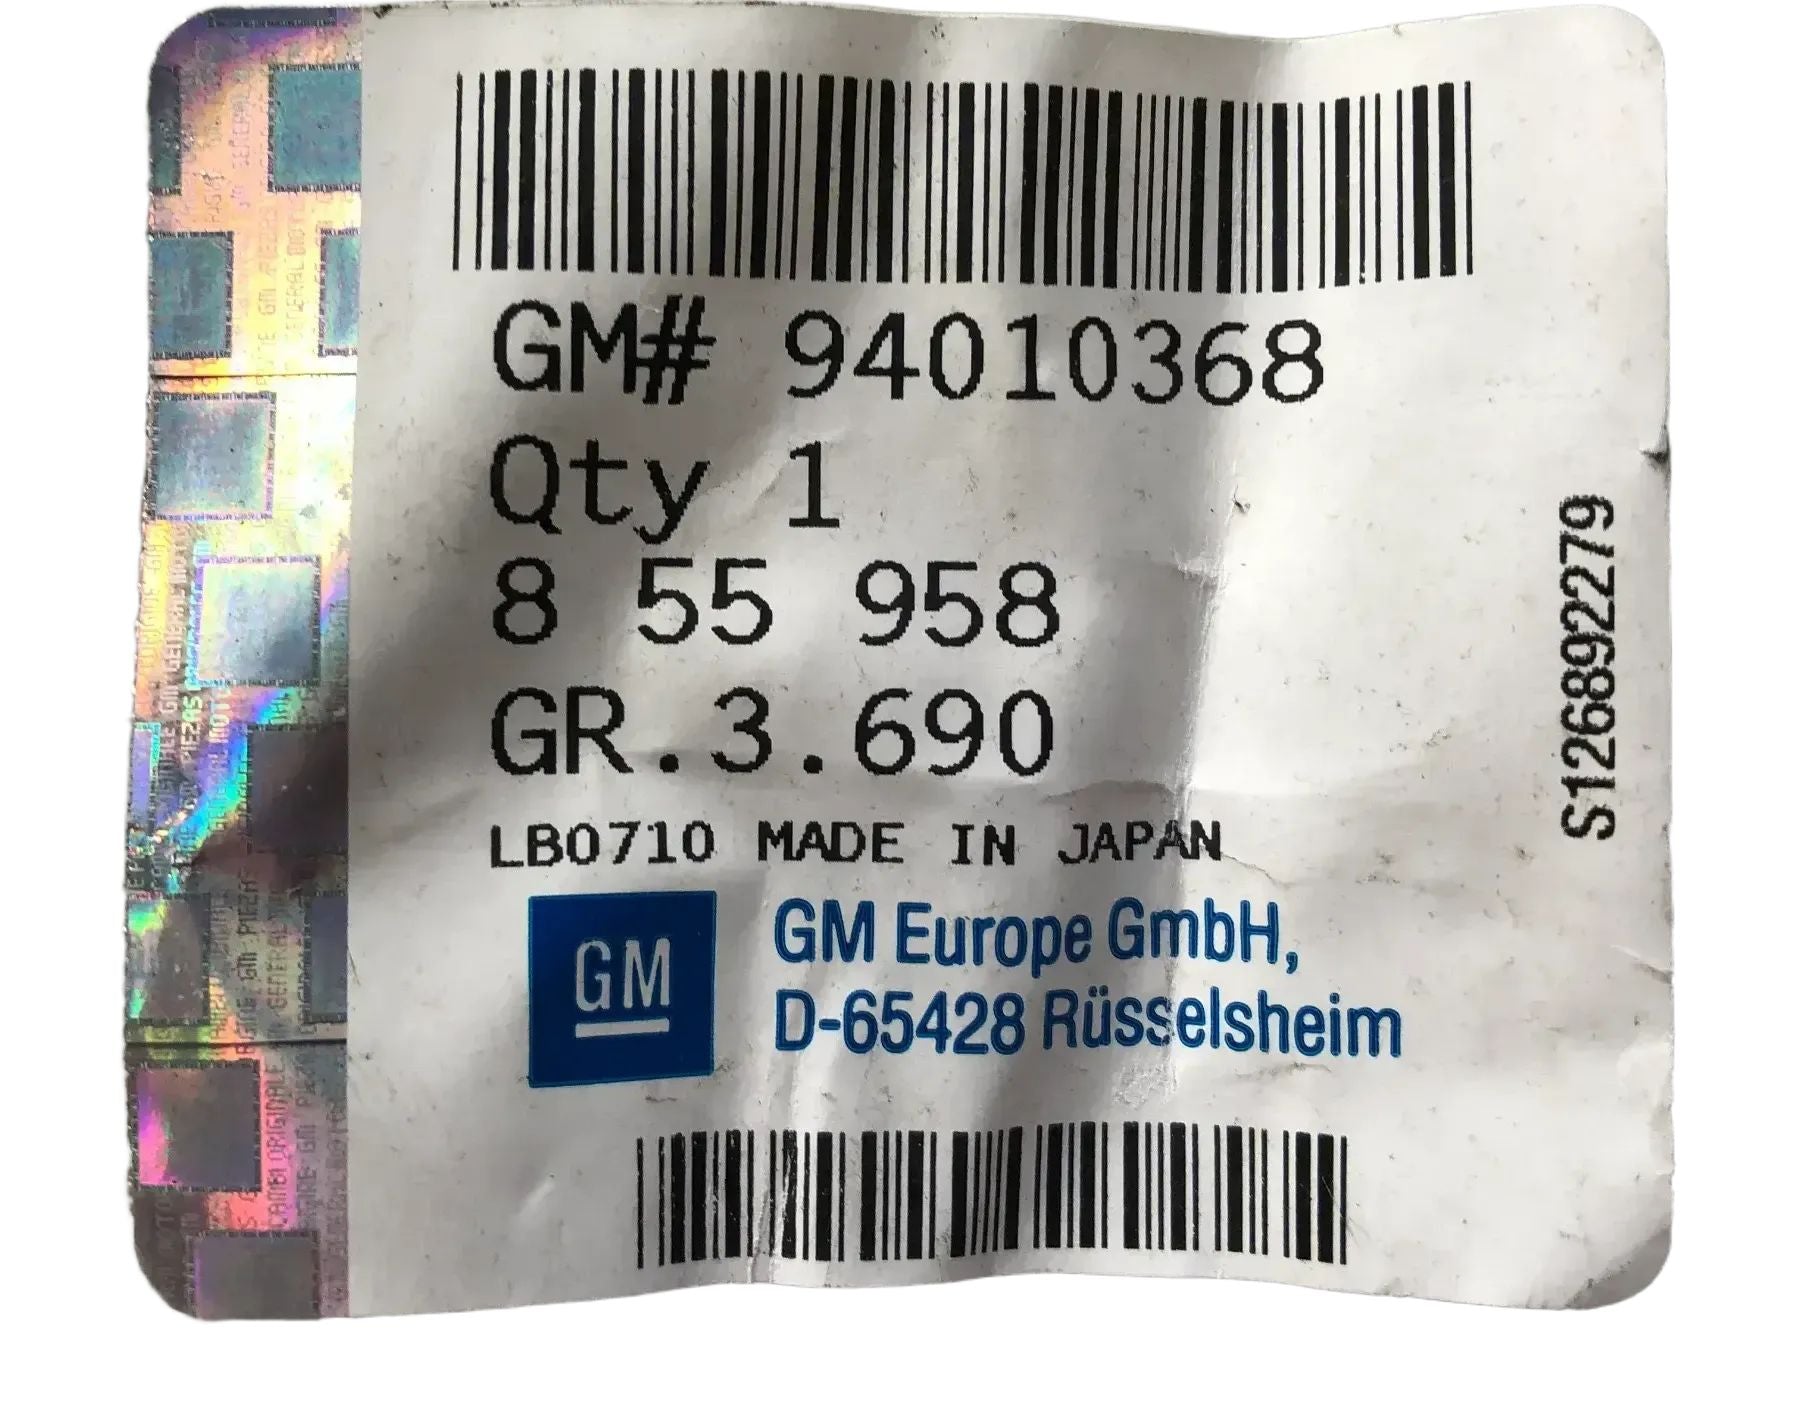 GM# 94010368
Qty 1
8 55 958
GR.3.690
LB0710 MADE IN JAPAN
GM
GM Europe GmbH,
D-65428 Rüsselsheim
S126892279